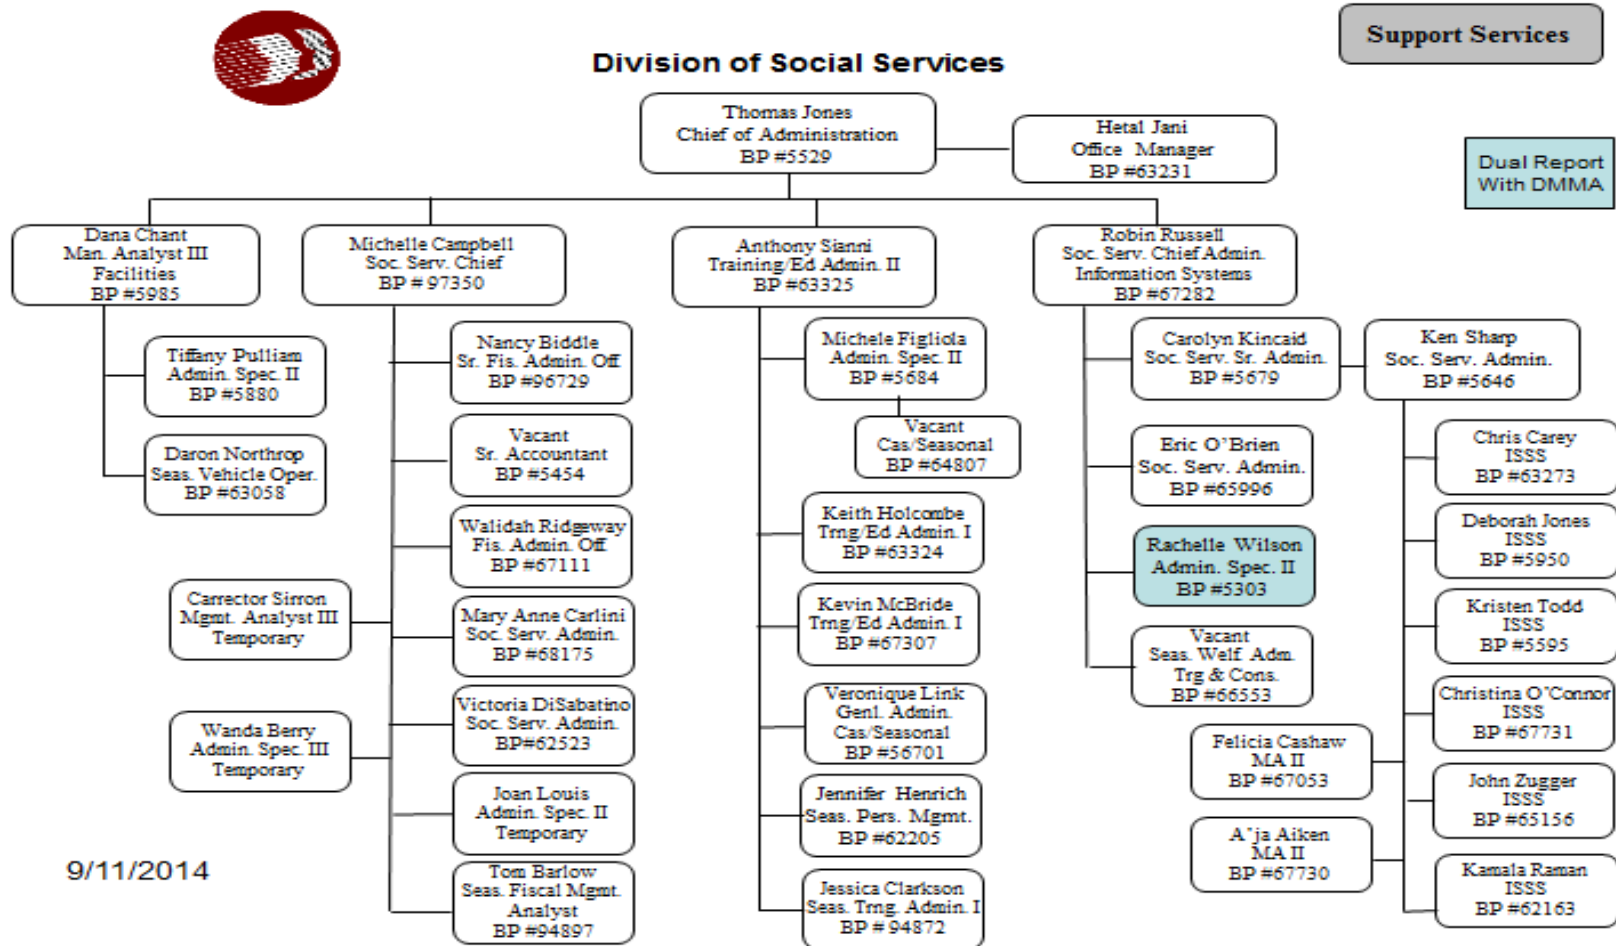 Support Services
Division of Social Services
Thomas Jones
Chief of Administration
BP #5529
Hetal Jani
Office Manager
BP #63231
Dual Report
With DMMA
Dana Chant
Man. Analyst III
Facilities
BP #5985
Michelle Campbell
Soc. Serv. Chief
BP # 97350
Anthony Sianni
Training/Ed Admin. II
BP #63325
Robin Russell
Soc. Serv. Chief Admin.
Information Systems
BP #67282
Tiffany Pulliam
Admin. Spec. II
BP #5880
Daron Northrop
Seas. Vehicle Oper.
BP #63058
Nancy Biddle
Sr. Fis. Admin. Off
BP #96729
Vacant
Sr. Accountant
BP #5454
Walidah Ridgeway
Fis. Admin. Off
BP #67111
Carrector Sirron
Mgmt. Analyst III
Temporary
Mary Anne Carlini
Soc. Serv. Admin.
BP #68175
Victoria DiSabatino
Soc. Serv. Admin.
BP#62523
Wanda Berry
Admin. Spec. III
Temporary
Joan Louis
Admin. Spec. II
Temporary
Tom Barlow
Seas. Fiscal Mgmt.
Analyst
BP #94897
Michele Figliola
Admin. Spec. II
BP #5684
Vacant
Cas/Seasonal
BP #64807
Keith Holcombe
Trng/Ed Admin. I
BP #63324
Kevin McBride
Trng/Ed Admin. I
BP #67307
Veronique Link
Genl. Admin.
Cas/Seasonal
BP #56701
Jennifer Henrich
Seas. Pers. Mgmt.
BP #62205
Jessica Clarkson
Seas. Trng. Admin. I
BP # 94872
Carolyn Kincaid
Soc. Serv. Sr. Admin.
BP #5679
Ken Sharp
Soc. Serv. Admin.
BP #5646
Eric O'Brien
Soc. Serv. Admin.
BP #65996
Rachelle Wilson
Admin. Spec. II
BP #5303
Vacant
Seas. Welf. Adm.
Trg & Cons.
BP #66553
Chris Carey
ISSS
BP #63273
Deborah Jones
ISSS
BP #5950
Kristen Todd
ISSS
BP #5595
Christina O'Connor
ISSS
BP #67731
Felicia Cashaw
MA II
BP #67053
John Zugger
ISSS
BP #65156
A'ja Aiken
MA II
BP #67730
Kamala Raman
ISSS
BP #62163
9/11/2014